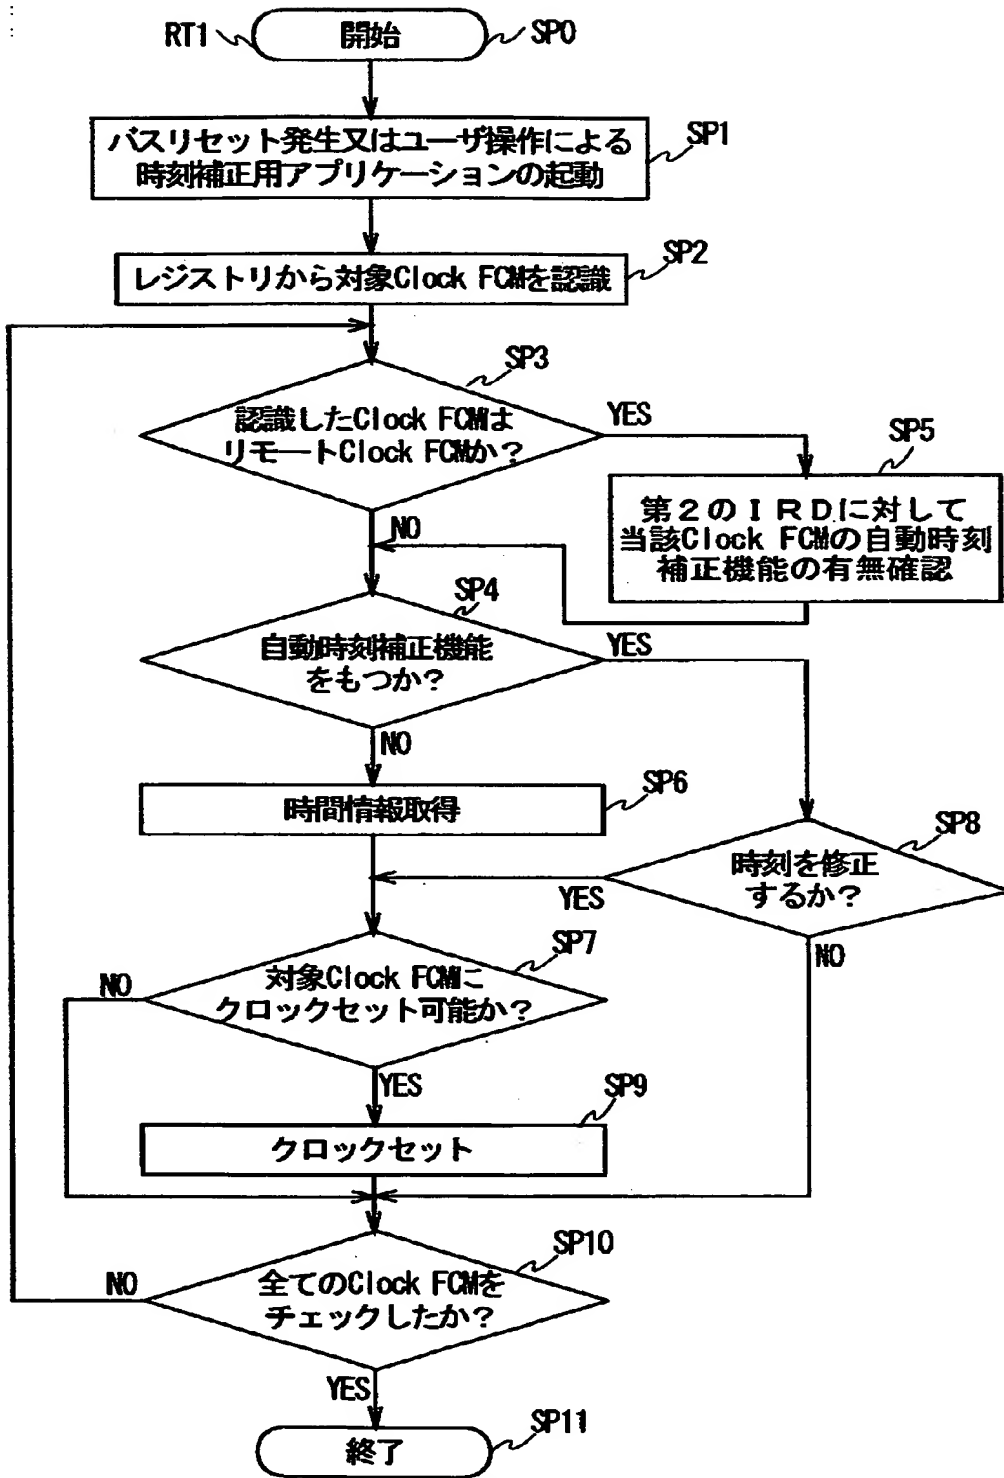 RT1
開始
SP0
バスリセット発生又はユーザ操作による
時刻補正用アプリケーションの起動
SP1
レジストリから対象Clock FCMを認識
SP2
SP3
認識したClock FCMは
リモートClock FCMか?
YES
NO
SP5
第2のIRDに対して
当該Clock FCMの自動時刻
補正機能の有無確認
SP4
自動時刻補正機能
をもつか?
YES
NO
時間情報取得
SP6
SP8
時刻を修正
するか?
YES
NO
SP7
対象Clock FCMに
クロックセット可能か?
NO
YES
SP9
クロックセット
SP10
全てのClock FCMを
チェックしたか?
NO
YES
終了
SP11